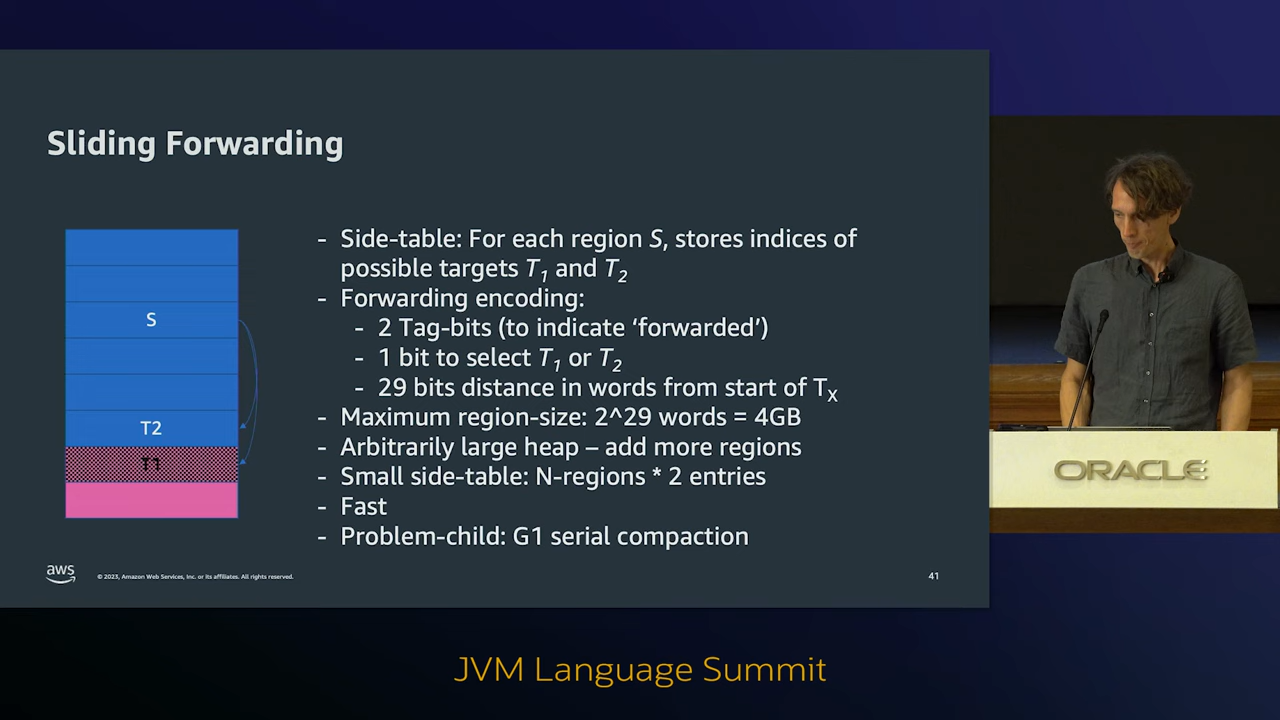 Sliding Forwarding
S
T2
T1
- Side-table: For each region S, stores indices of
possible targets T1 and T2
- Forwarding encoding:
- 2 Tag-bits (to indicate ‘forwarded’)
- 1 bit to select T1 or T2
- 29 bits distance in words from start of TX
- Maximum region-size: 2^29 words = 4GB
- Arbitrarily large heap – add more regions
- Small side-table: N-regions * 2 entries
- Fast
- Problem-child: G1 serial compaction
aws
© 2023, Amazon Web Services, Inc. or its affiliates. All rights reserved.
41
ORACLE
JVM Language Summit